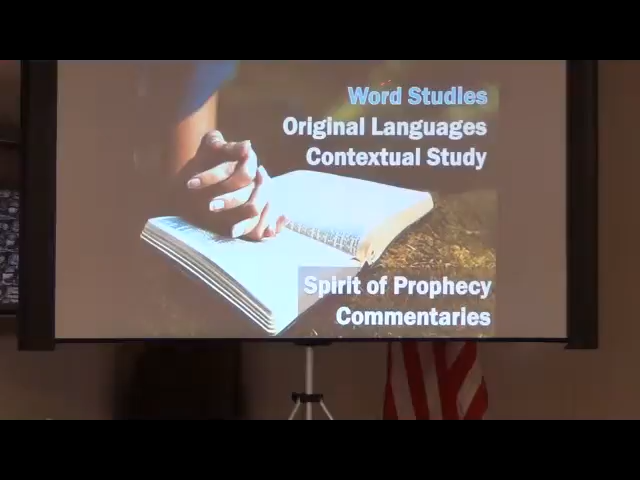 Word Studies
Original Languages
Contextual Study
Spirit of Prophecy
Commentaries